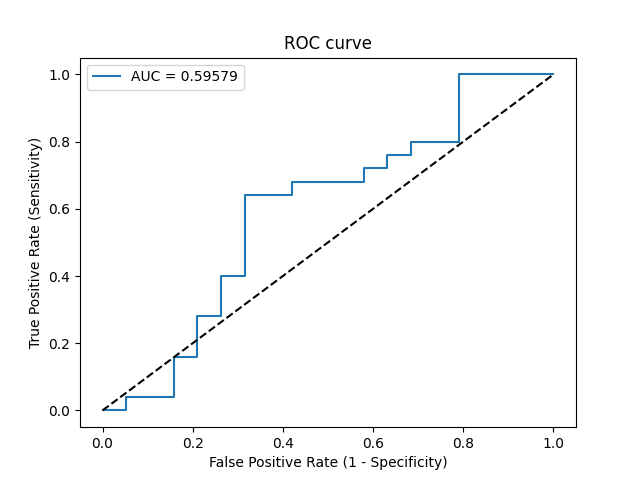 ROC curve
AUC = 0.59579
1.0
0.8
0.6
0.4
0.2
0.0
True Positive Rate (Sensitivity)
0.0 0.2 0.4 0.6 0.8 1.0
False Positive Rate (1 - Specificity)